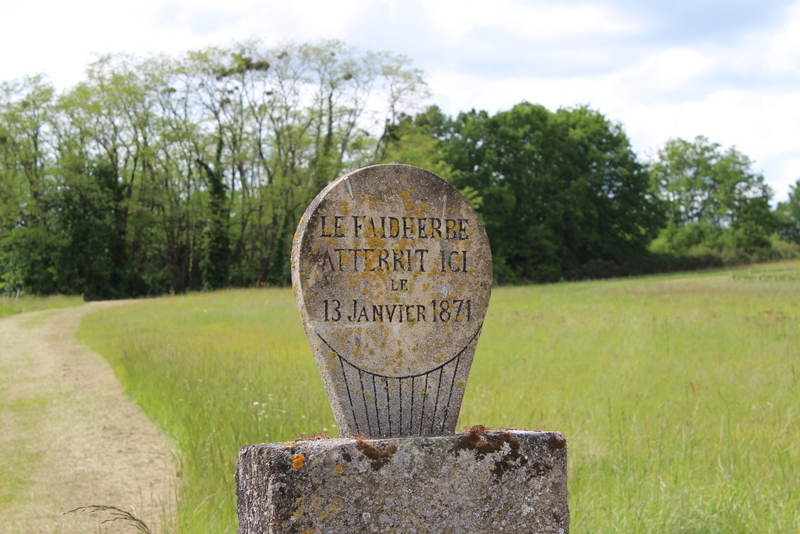 LE FAIDHERBE
ATTERRIT ICI
LE
13 JANVIER 1871